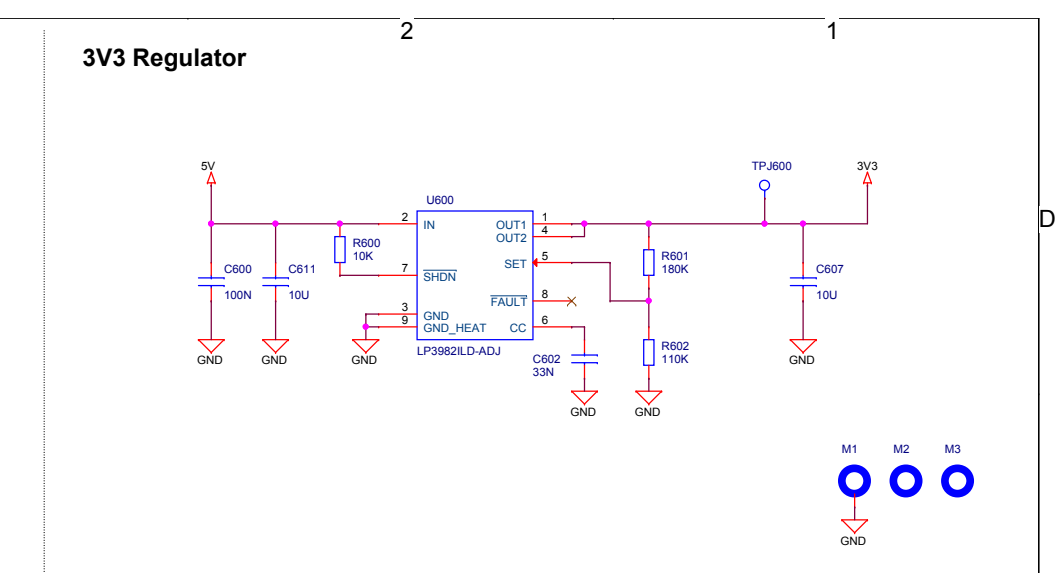 2
1
3V3 Regulator
D
5V
TPJ600
3V3
U600
2
IN
OUT1
1
OUT2
4
R600
10K
SET
5
R601
180K
C600
100N
C611
10U
7
SHDN
C607
10U
FAULT
8
3
GND
9
GND_HEAT
CC
6
LP3982ILD-ADJ
C602
33N
R602
110K
GND
GND
GND
GND
GND
GND
M1
M2
M3
GND